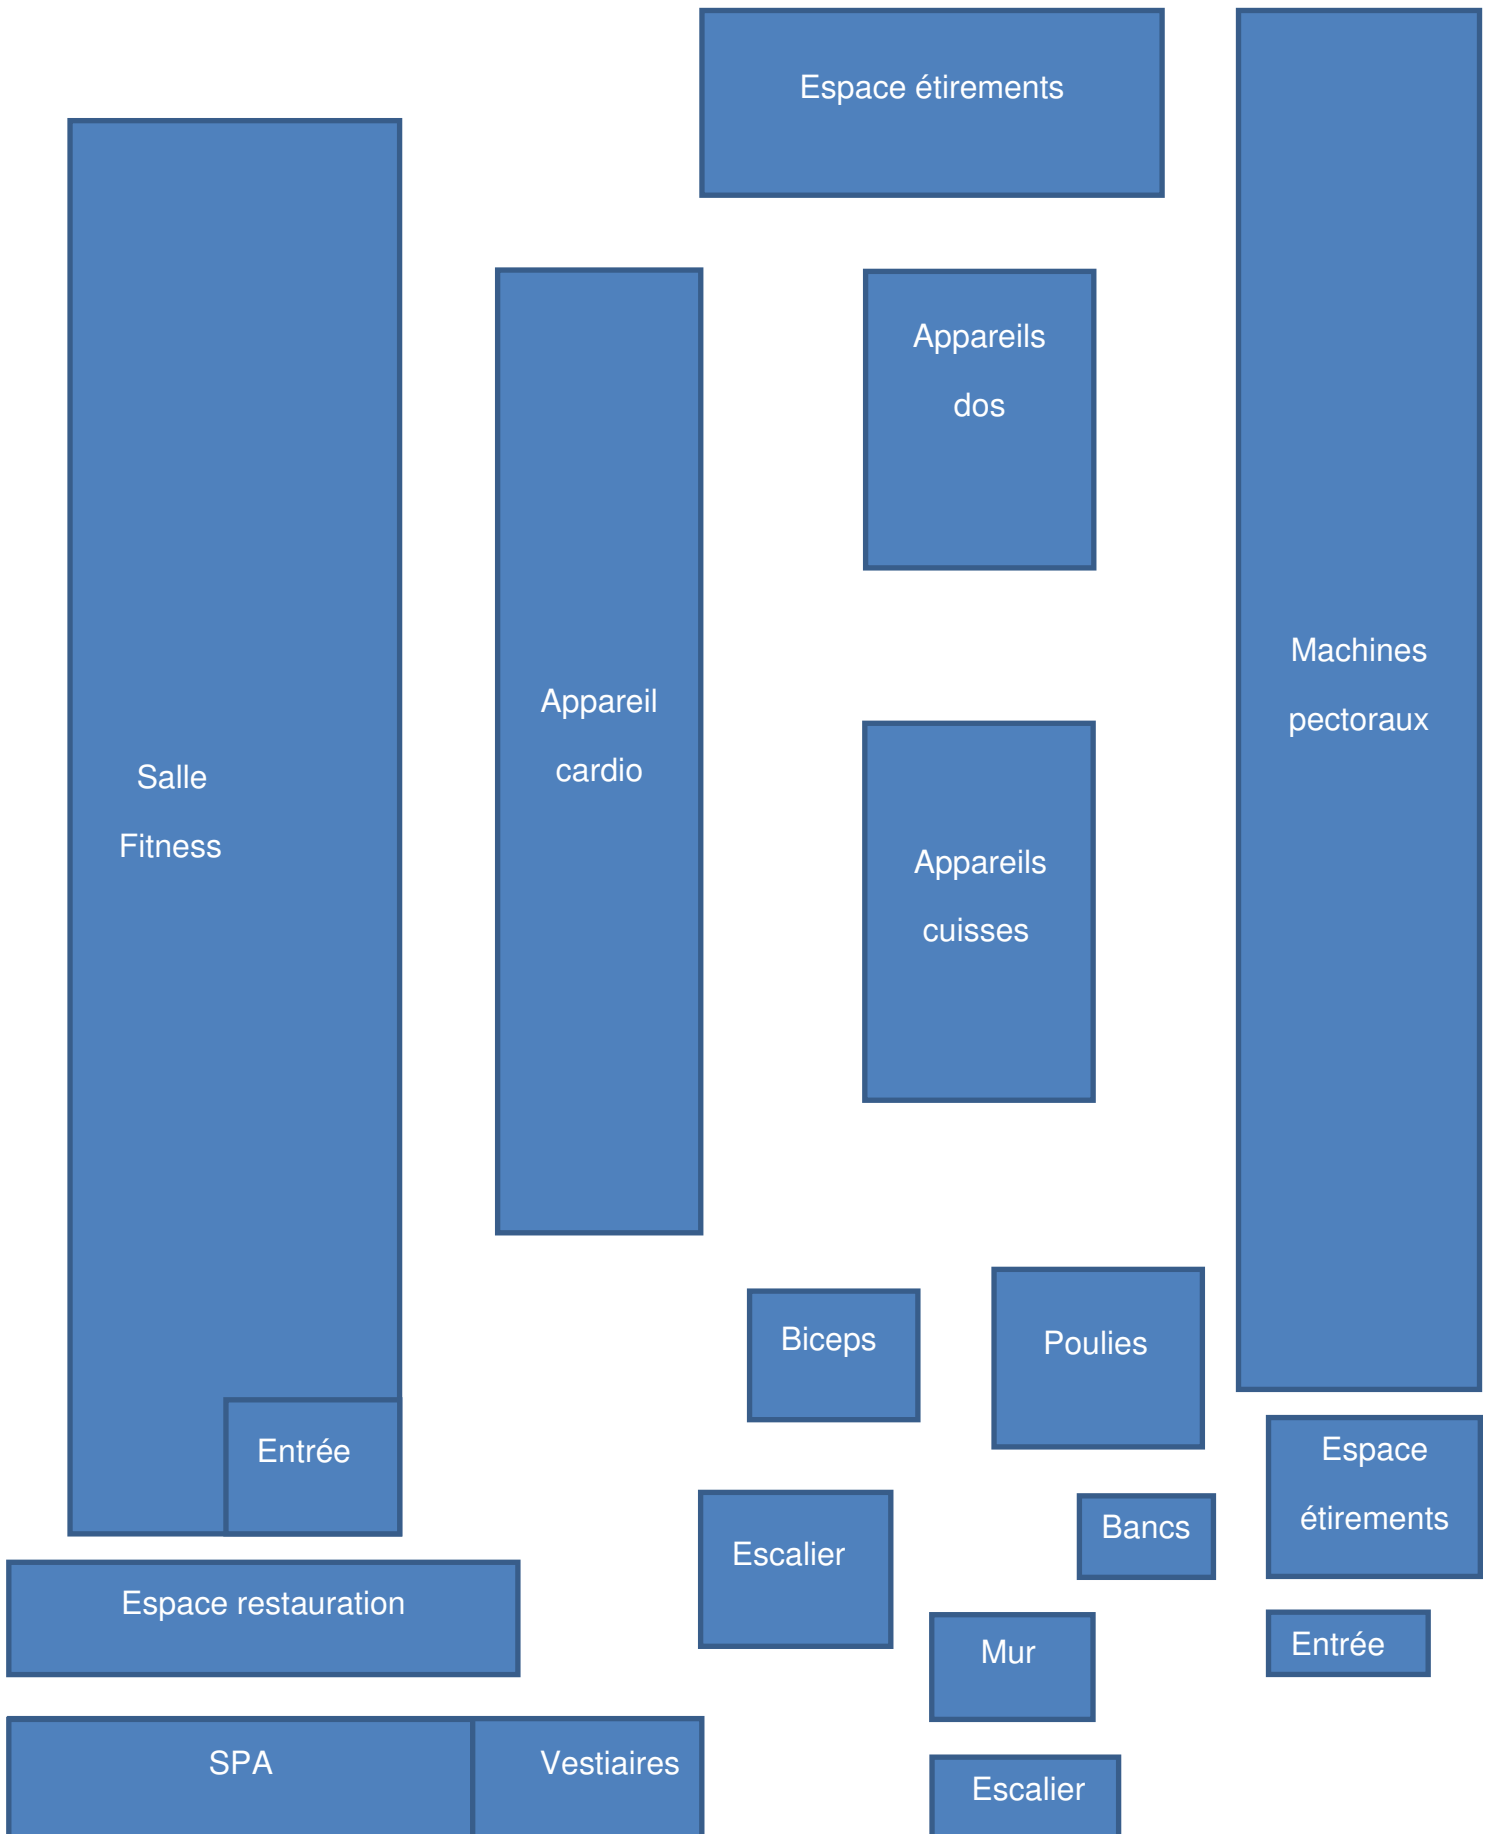 Espace étirements
Appareils
dos
Machines
pectoraux
Appareil
cardio
Salle
Fitness
Appareils
cuisses
Biceps
Poulies
Entrée
Espace
étirements
Bancs
Escalier
Espace restauration
Mur
Entrée
SPA
Vestiaires
Escalier